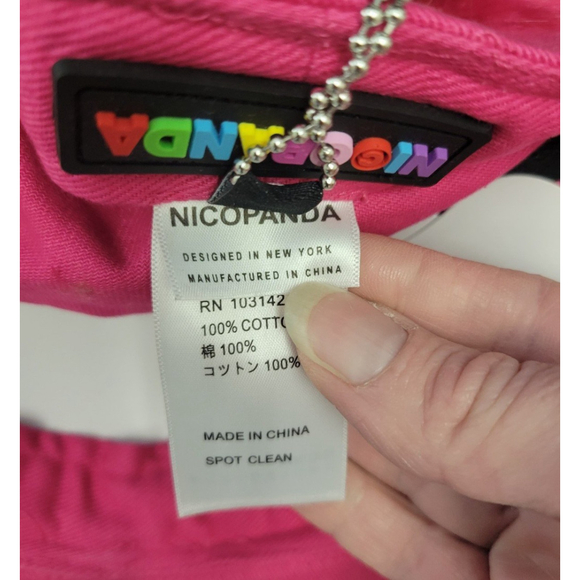 NICOPANDA
NICOPANDA
DESIGNED IN NEW YORK
MANUFACTURED IN CHINA
RN 103142
100%
棉 100%
コットン 100%
MADE IN CHINA
SPOT CLEAN